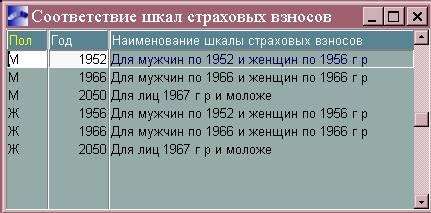 Соответствие шкал страховых взносов
Пол Год Наименование шкалы страховых взносов
М 1952 Для мужчин по 1952 и женщин по 1956 г р
М 1966 Для мужчин по 1966 и женщин по 1966 г р
М 2050 Для лиц 1967 г р и моложе
Ж 1956 Для мужчин по 1952 и женщин по 1956 г р
Ж 1966 Для мужчин по 1966 и женщин по 1966 г р
Ж 2050 Для лиц 1967 г р и моложе